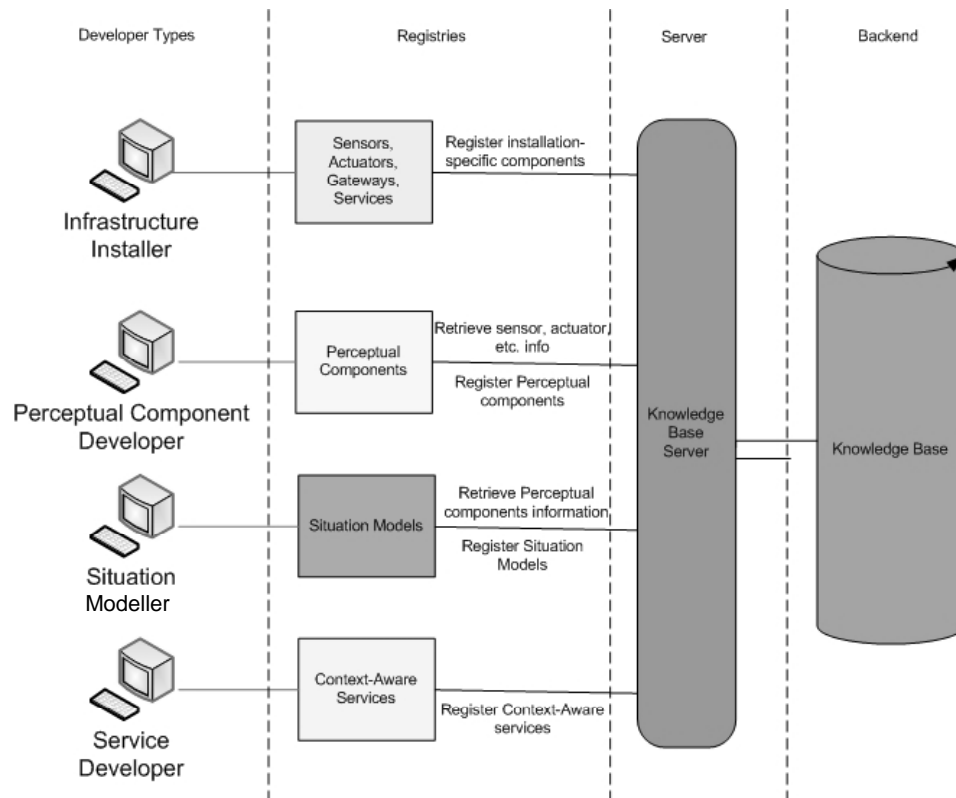 Developer Types
Registries
Server
Backend
Sensors,
Actuators,
Gateways,
Services
Register installation-
specific components
Infrastructure
Installer
Perceptual
Components
Retrieve sensor, actuator,
etc. info
Register Perceptual
components
Perceptual Component
Developer
Knowledge
Base
Server
Knowledge Base
Situation Models
Retrieve Perceptual
components information
Register Situation
Models
Situation
Modeller
Context-Aware
Services
Register Context-Aware
services
Service
Developer